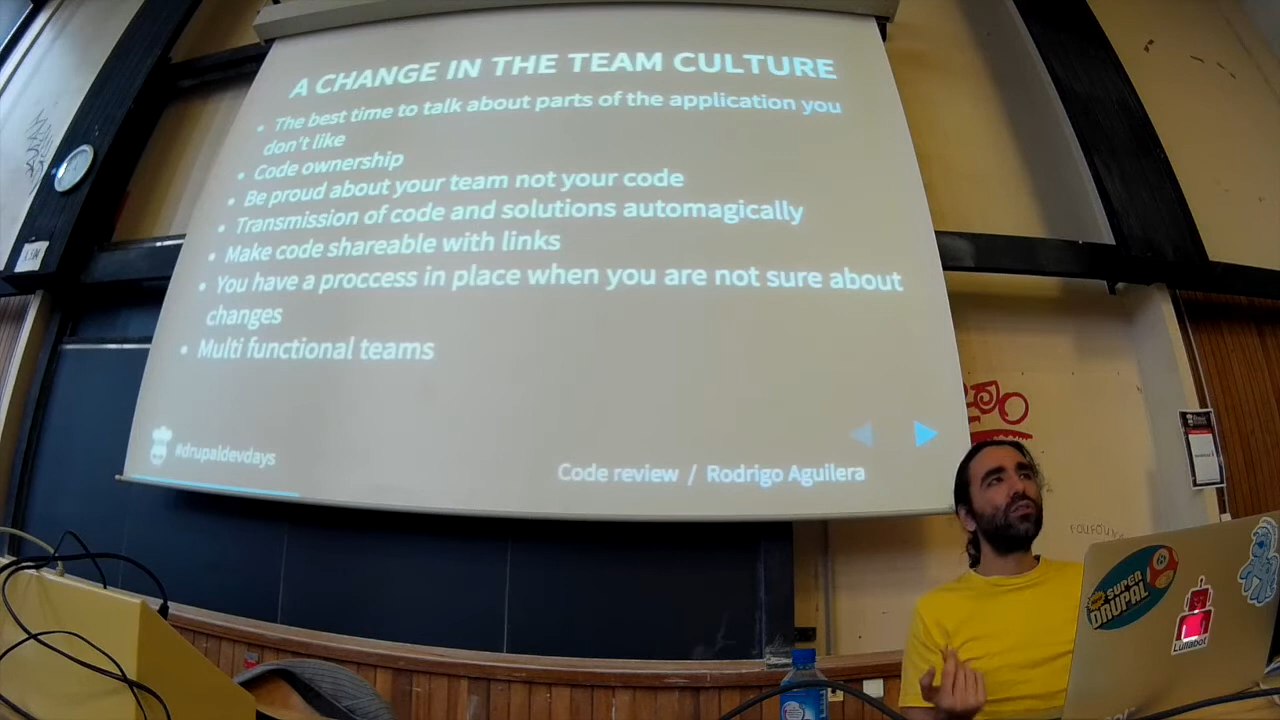 A CHANGE IN THE TEAM CULTURE
• The best time to talk about parts of the application you
don't like
• Code ownership
• Be proud about your team not your code
• Transmission of code and solutions automagically
• Make code shareable with links
• You have a proccess in place when you are not sure about
changes
• Multi functional teams
#drupaldevdays
Code review / Rodrigo Aguilera
SUPER
DRUPAL
Lullabot